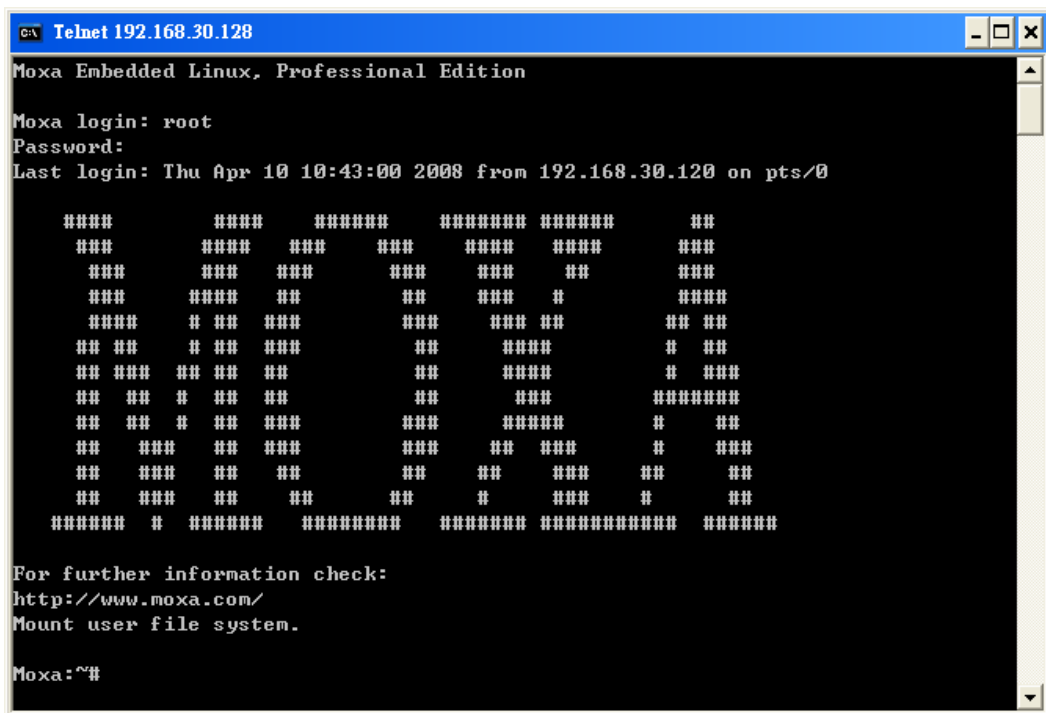 Telnet 192.168.30.128
Moxa Embedded Linux, Professional Edition
Moxa login: root
Password:
Last login: Thu Apr 10 10:43:00 2008 from 192.168.30.120 on pts/0
MOXA
For further information check:
http://www.moxa.com/
Mount user file system.
Moxa:~#